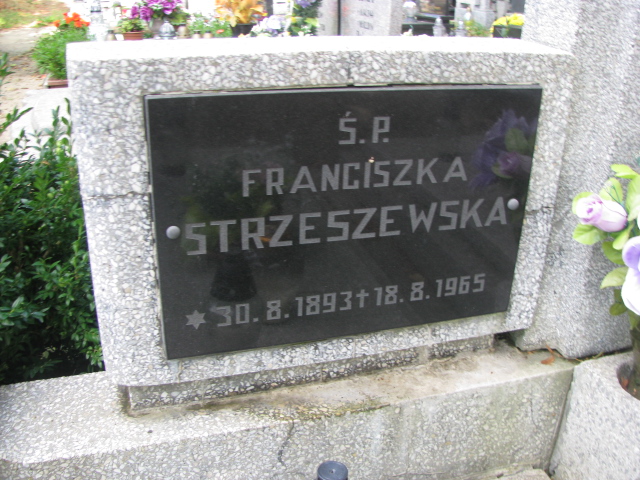 Ś.P.
FRANCISZKA
STRZESZEWSKA
* 30.8.1893 † 18.8.1965